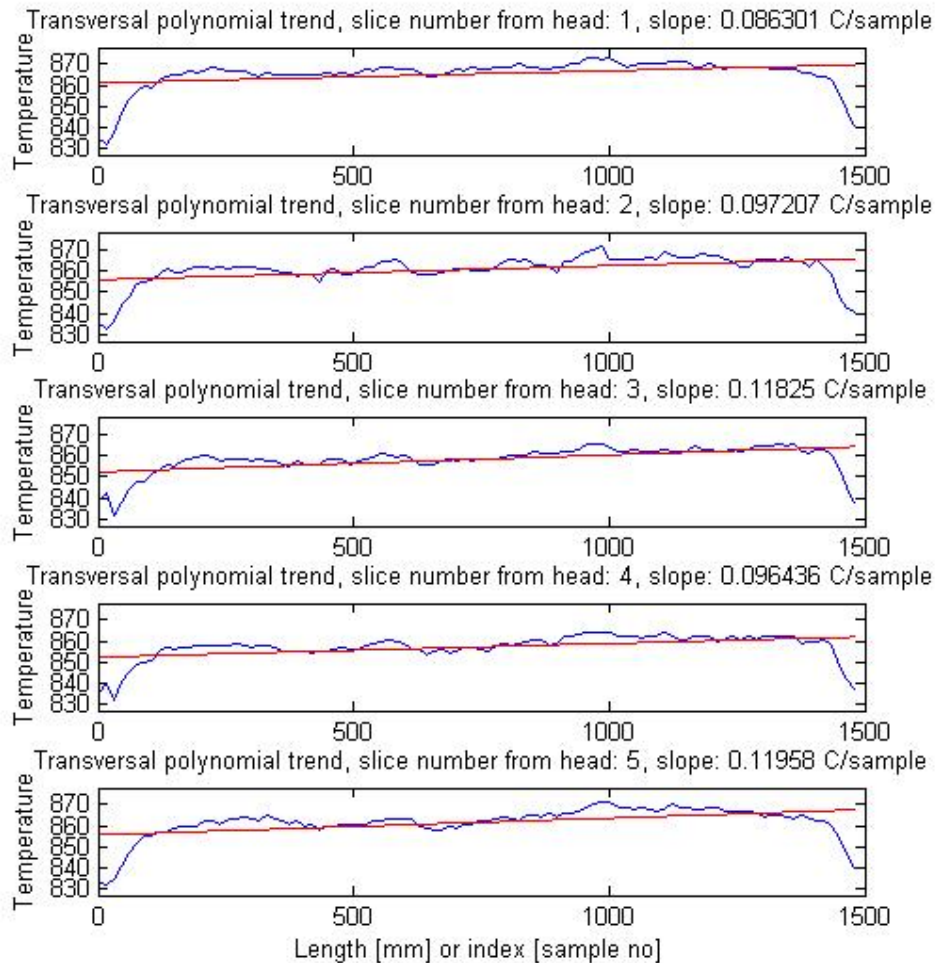 Transversal polynomial trend, slice number from head: 1, slope: 0.086301 C/sample
Temperature
870
860
850
840
830
0 500 1000 1500
Transversal polynomial trend, slice number from head: 2, slope: 0.097207 C/sample
Temperature
870
860
850
840
830
0 500 1000 1500
Transversal polynomial trend, slice number from head: 3, slope: 0.11825 C/sample
Temperature
870
860
850
840
830
0 500 1000 1500
Transversal polynomial trend, slice number from head: 4, slope: 0.096436 C/sample
Temperature
870
860
850
840
830
0 500 1000 1500
Transversal polynomial trend, slice number from head: 5, slope: 0.11958 C/sample
Temperature
870
860
850
840
830
0 500 1000 1500
Length [mm] or index [sample no]